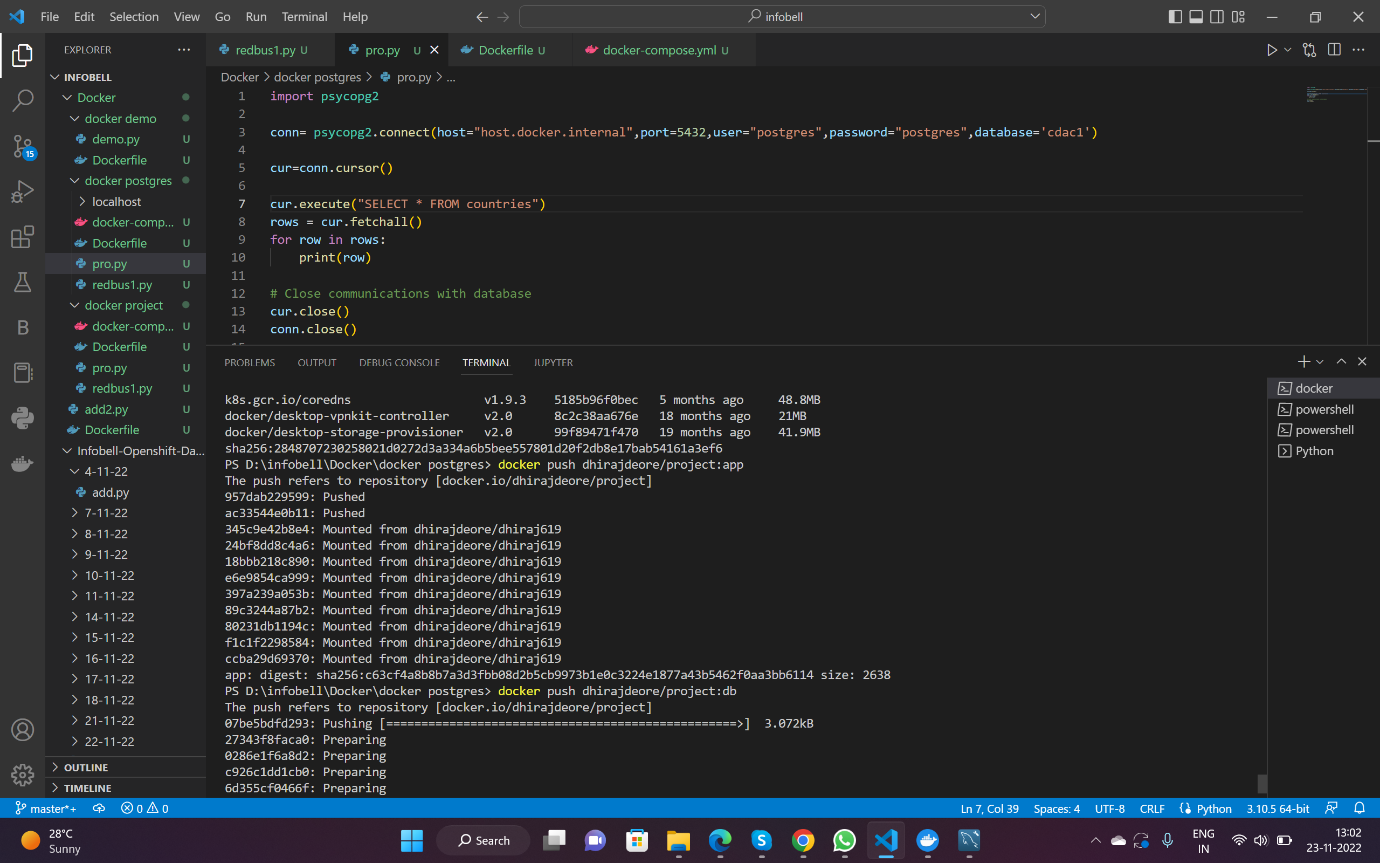 File Edit Selection View Go Run Terminal Help
infobell
EXPLORER
redbus1.py U
pro.py U
Dockerfile U
docker-compose.yml U
INFOBELL
Docker
docker demo
demo.py U
Dockerfile U
docker postgres
localhost
docker-comp... U
Dockerfile U
pro.py U
redbus1.py U
docker project
docker-comp... U
Dockerfile U
pro.py U
redbus1.py U
add2.py U
Dockerfile U
Infobell-Openshift-Da...
4-11-22
add.py
7-11-22
8-11-22
9-11-22
10-11-22
11-11-22
14-11-22
15-11-22
16-11-22
17-11-22
18-11-22
21-11-22
22-11-22
OUTLINE
TIMELINE
15
B
Docker > docker postgres > pro.py > ...
1 import psycopg2
2
3 conn= psycopg2.connect(host="host.docker.internal",port=5432,user="postgres",password="postgres",database='cdac1')
4
5 cur=conn.cursor()
6
7 cur.execute("SELECT * FROM countries")
8 rows = cur.fetchall()
9 for row in rows:
10 print(row)
11
12 # Close communications with database
13 cur.close()
14 conn.close()
PROBLEMS OUTPUT DEBUG CONSOLE TERMINAL JUPYTER
k8s.gcr.io/coredns v1.9.3 5185b96f0bec 5 months ago 48.8MB
docker/desktop-vpnkit-controller v2.0 8c2c38aa676e 18 months ago 21MB
docker/desktop-storage-provisioner v2.0 99f89471f470 19 months ago 41.9MB
sha256:2848707230258021d0272d3a334a6b5bee557801d20f2db8e17bab54161a3ef6
PS D:\infobell\Docker\docker postgres> docker push dhirajdeore/project:app
The push refers to repository [docker.io/dhirajdeore/project]
957dab229599: Pushed
ac33544e0b11: Pushed
345c9e42b8e4: Mounted from dhirajdeore/dhiraj619
24bf8dd8c4a6: Mounted from dhirajdeore/dhiraj619
18bbb218c890: Mounted from dhirajdeore/dhiraj619
e6e9854ca999: Mounted from dhirajdeore/dhiraj619
397a239a053b: Mounted from dhirajdeore/dhiraj619
89c3244a87b2: Mounted from dhirajdeore/dhiraj619
80231db1194c: Mounted from dhirajdeore/dhiraj619
f1c1f2298584: Mounted from dhirajdeore/dhiraj619
ccba29d69370: Mounted from dhirajdeore/dhiraj619
app: digest: sha256:c63cf4a8b8b7a3d3fbb08d2b5cb9973b1e0c3224e1877a43b5462f0aa3bb6114 size: 2638
PS D:\infobell\Docker\docker postgres> docker push dhirajdeore/project:db
The push refers to repository [docker.io/dhirajdeore/project]
07be5bdfd293: Pushing [==================================================>] 3.072kB
27343f8faca0: Preparing
0286e1f6a8d2: Preparing
c926c1dd1cb0: Preparing
6d355cf0466f: Preparing
docker
powershell
powershell
Python
master*+ 0 0 Ln 7, Col 39 Spaces: 4 UTF-8 CRLF Python 3.10.5 64-bit
28°C
Sunny
Search
ENG
IN
13:02
23-11-2022